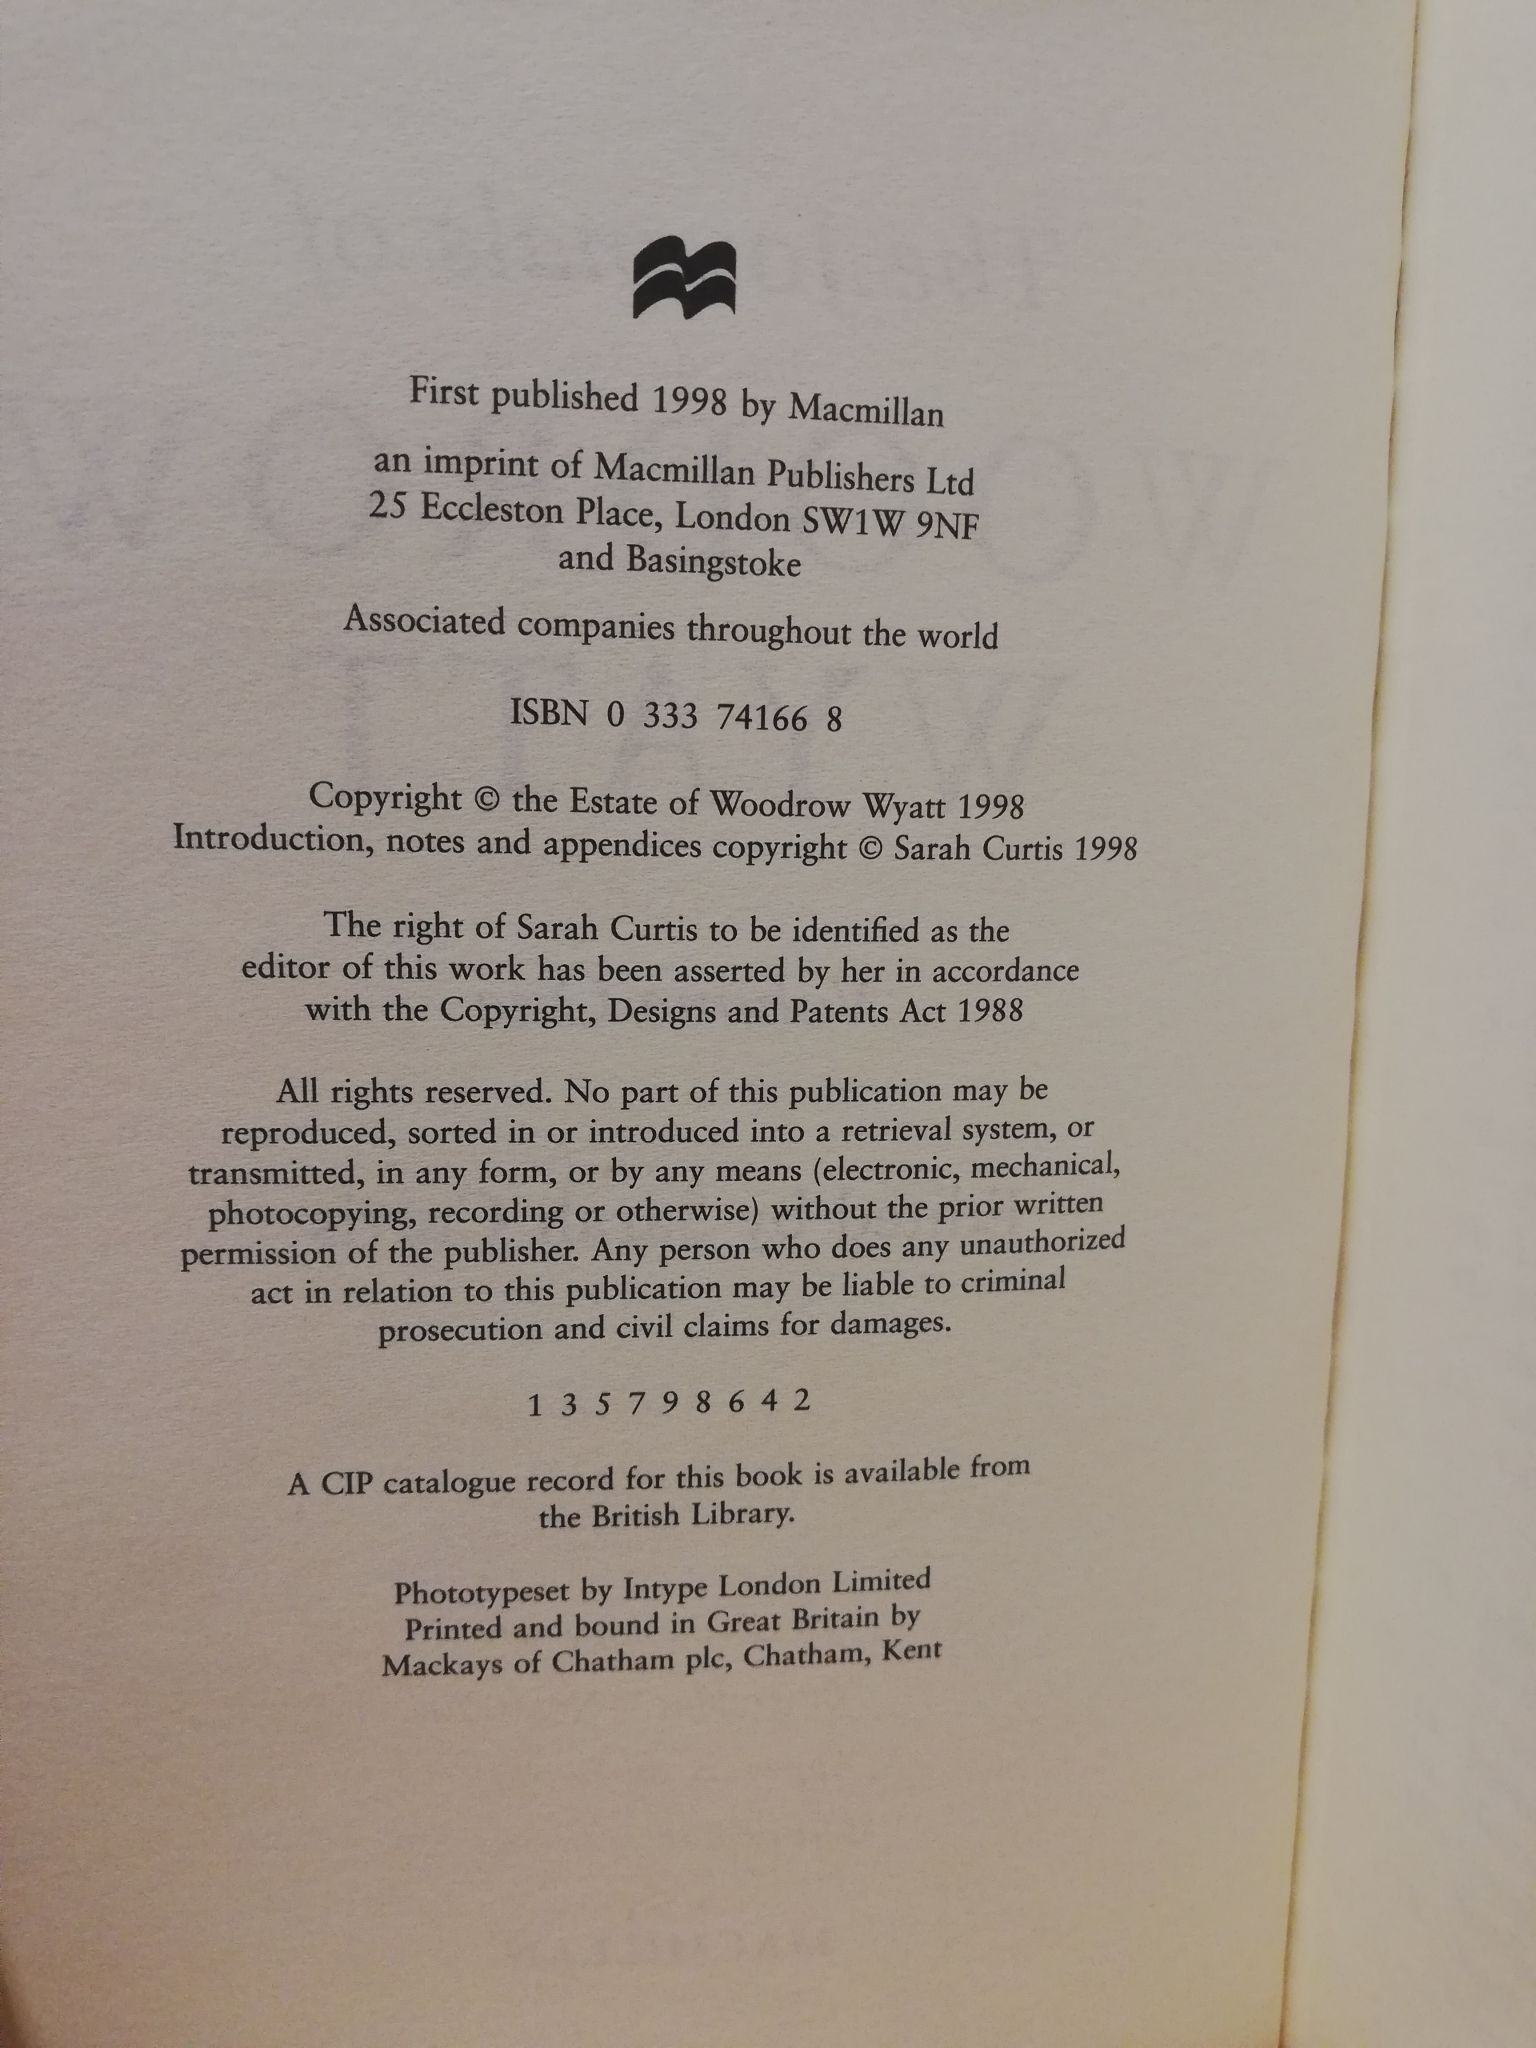 First published 1998 by Macmillan
an imprint of Macmillan Publishers Ltd
25 Eccleston Place, London SW1W 9NF
and Basingstoke
Associated companies throughout the world
ISBN 0 333 74166 8
Copyright © the Estate of Woodrow Wyatt 1998
Introduction, notes and appendices copyright © Sarah Curtis 1998
The right of Sarah Curtis to be identified as the
editor of this work has been asserted by her in accordance
with the Copyright, Designs and Patents Act 1988
All rights reserved. No part of this publication may be
reproduced, sorted in or introduced into a retrieval system, or
transmitted, in any form, or by any means (electronic, mechanical,
photocopying, recording or otherwise) without the prior written
permission of the publisher. Any person who does any unauthorized
act in relation to this publication may be liable to criminal
prosecution and civil claims for damages.
1 3 5 7 9 8 6 4 2
A CIP catalogue record for this book is available from
the British Library.
Phototypeset by Intype London Limited
Printed and bound in Great Britain by
Mackays of Chatham plc, Chatham, Kent